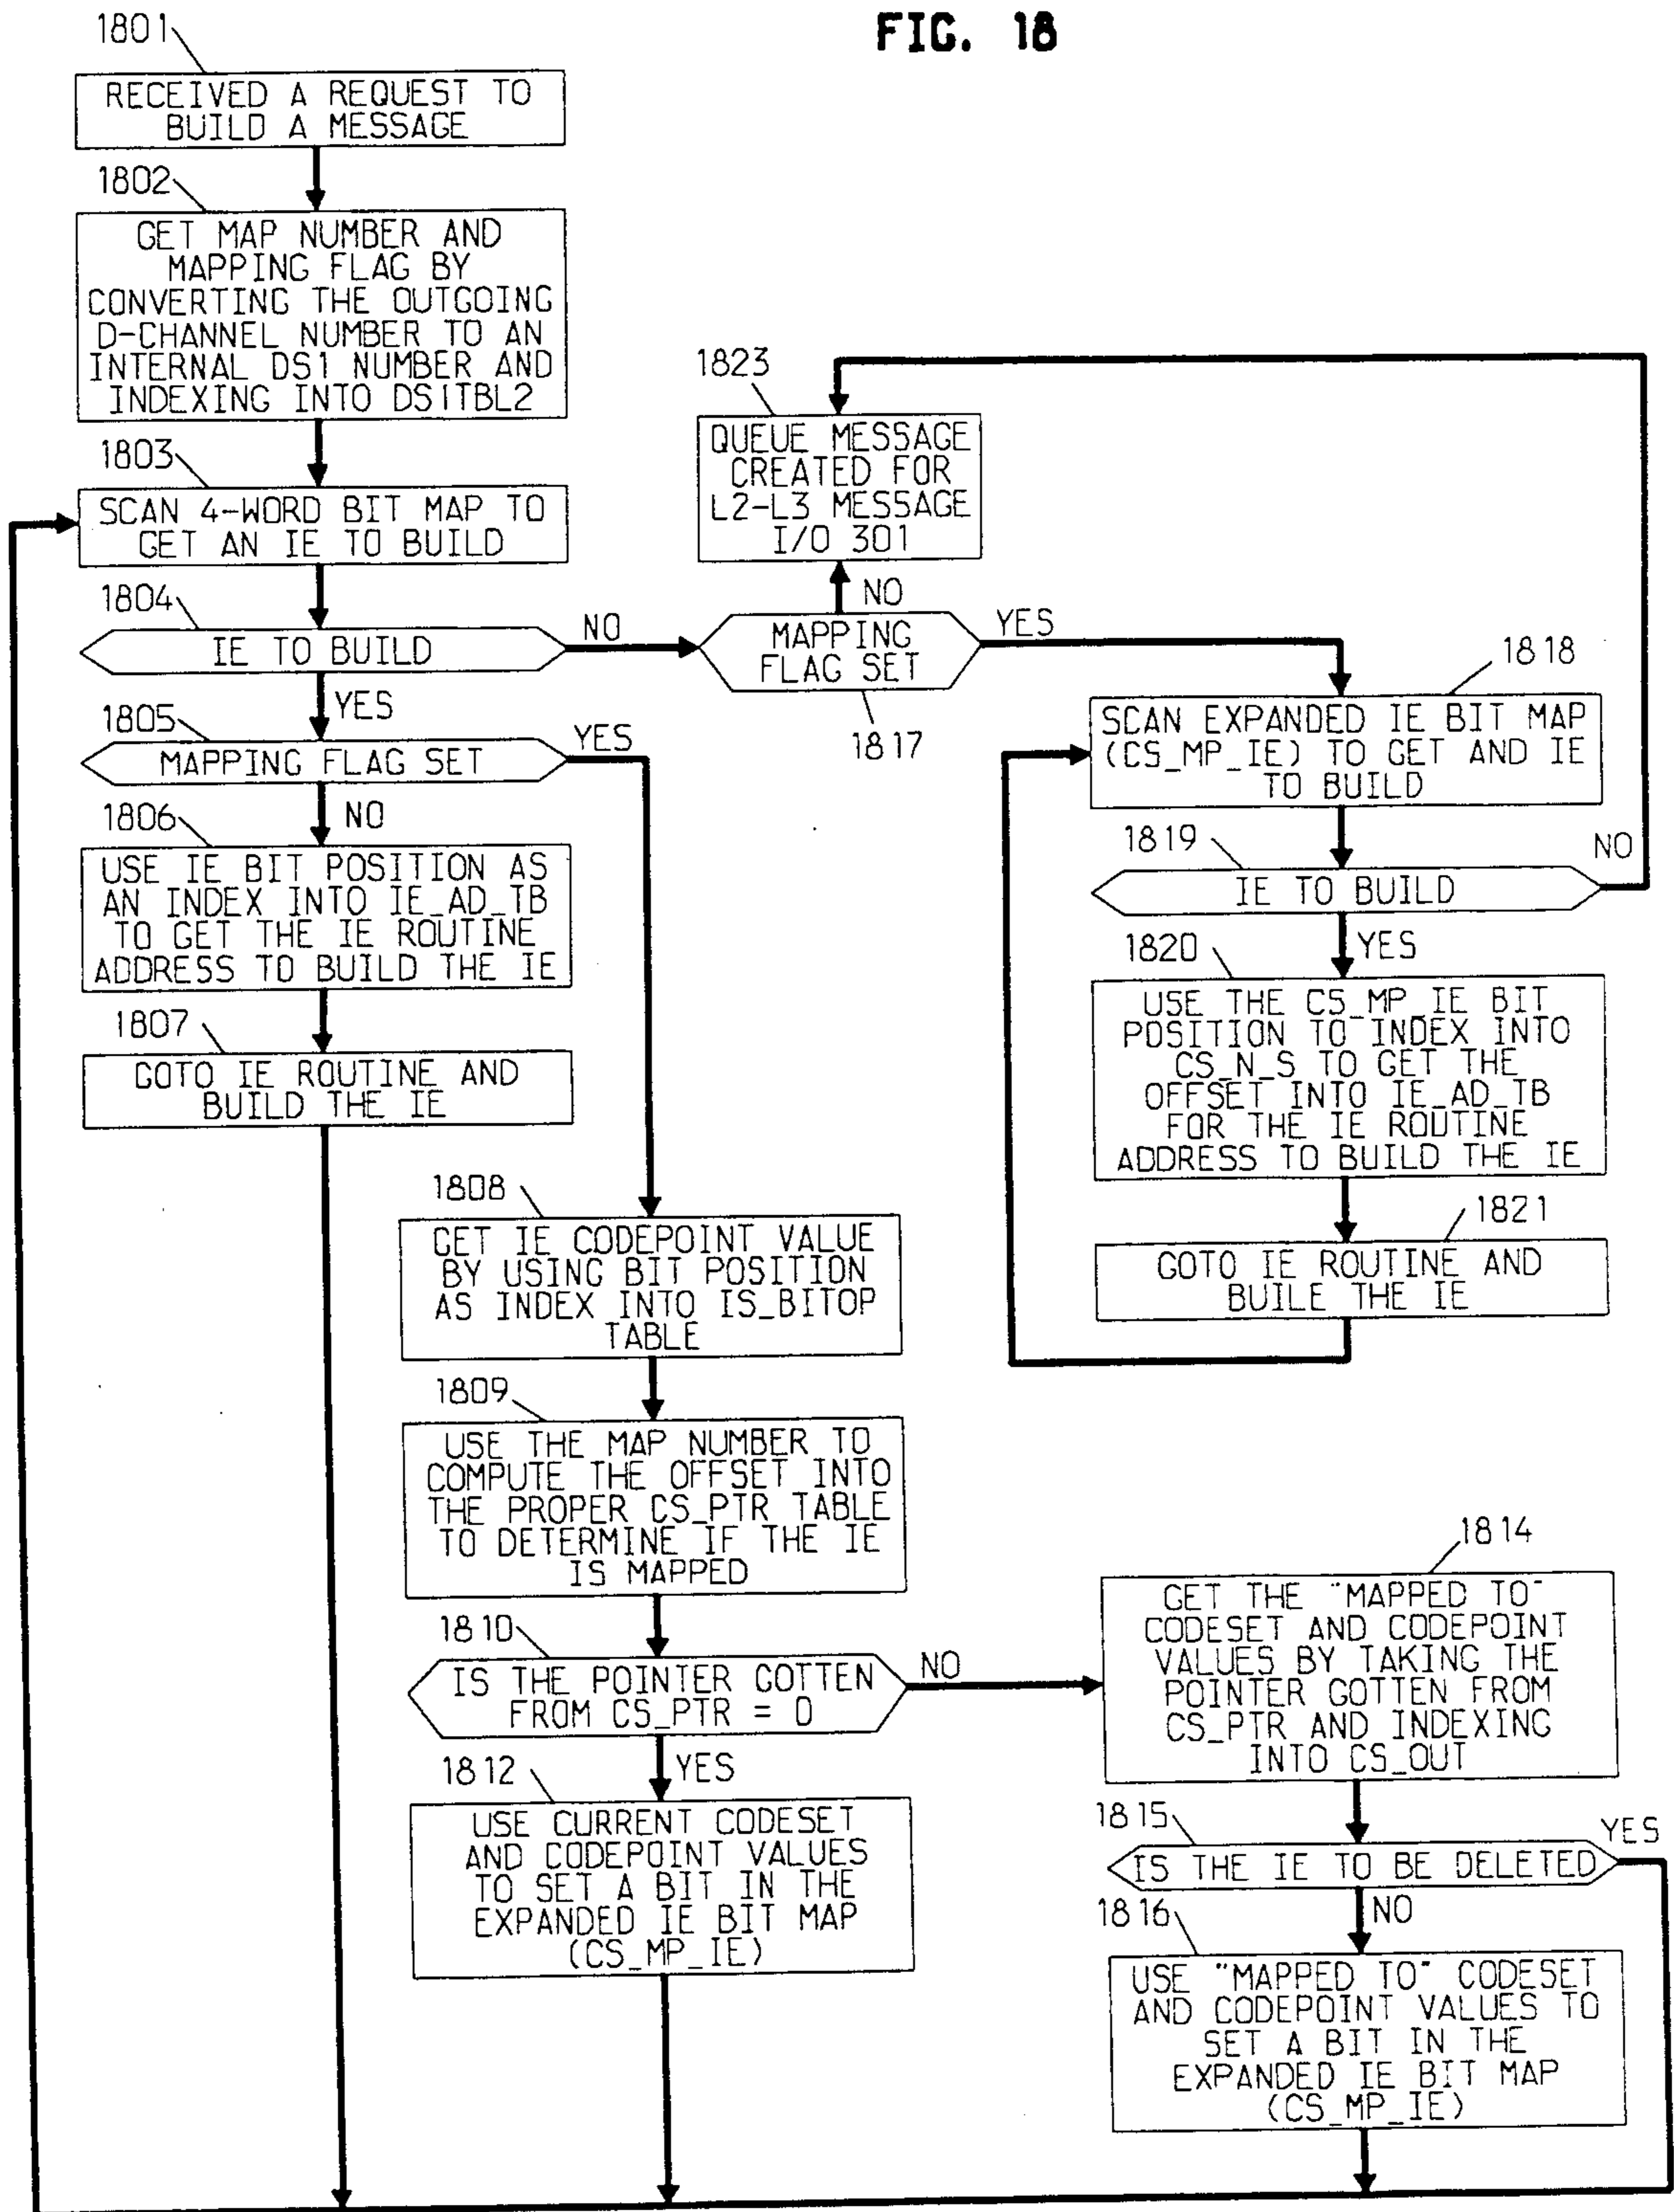 FIG. 18
1801
RECEIVED A REQUEST TO
BUILD A MESSAGE
1802
GET MAP NUMBER AND
MAPPING FLAG BY
CONVERTING THE OUTGOING
D-CHANNEL NUMBER TO AN
INTERNAL DS1 NUMBER AND
INDEXING INTO DS1TBL2
1803
SCAN 4-WORD BIT MAP TO
GET AN IE TO BUILD
1804
IE TO BUILD
NO
YES
1805
MAPPING FLAG SET
YES
NO
1806
USE IE BIT POSITION AS
AN INDEX INTO IE_AD_TB
TO GET THE IE ROUTINE
ADDRESS TO BUILD THE IE
1807
GOTO IE ROUTINE AND
BUILD THE IE
1823
QUEUE MESSAGE
CREATED FOR
L2-L3 MESSAGE
I/O 301
NO
MAPPING
FLAG SET
YES
1817
1818
SCAN EXPANDED IE BIT MAP
(CS_MP_IE) TO GET AND IE
TO BUILD
1819
IE TO BUILD
NO
YES
1820
USE THE CS_MP_IE BIT
POSITION TO INDEX INTO
CS_N_S TO GET THE
OFFSET INTO IE_AD_TB
FOR THE IE ROUTINE
ADDRESS TO BUILD THE IE
1821
GOTO IE ROUTINE AND
BUILE THE IE
1808
GET IE CODEPOINT VALUE
BY USING BIT POSITION
AS INDEX INTO IS_BITOP
TABLE
1809
USE THE MAP NUMBER TO
COMPUTE THE OFFSET INTO
THE PROPER CS_PTR TABLE
TO DETERMINE IF THE IE
IS MAPPED
1810
IS THE POINTER GOTTEN
FROM CS_PTR = 0
NO
YES
1812
USE CURRENT CODESET
AND CODEPOINT VALUES
TO SET A BIT IN THE
EXPANDED IE BIT MAP
(CS_MP_IE)
1814
GET THE "MAPPED TO"
CODESET AND CODEPOINT
VALUES BY TAKING THE
POINTER GOTTEN FROM
CS_PTR AND INDEXING
INTO CS_OUT
1815
IS THE IE TO BE DELETED
YES
NO
1816
USE "MAPPED TO" CODESET
AND CODEPOINT VALUES TO
SET A BIT IN THE
EXPANDED IE BIT MAP
(CS_MP_IE)